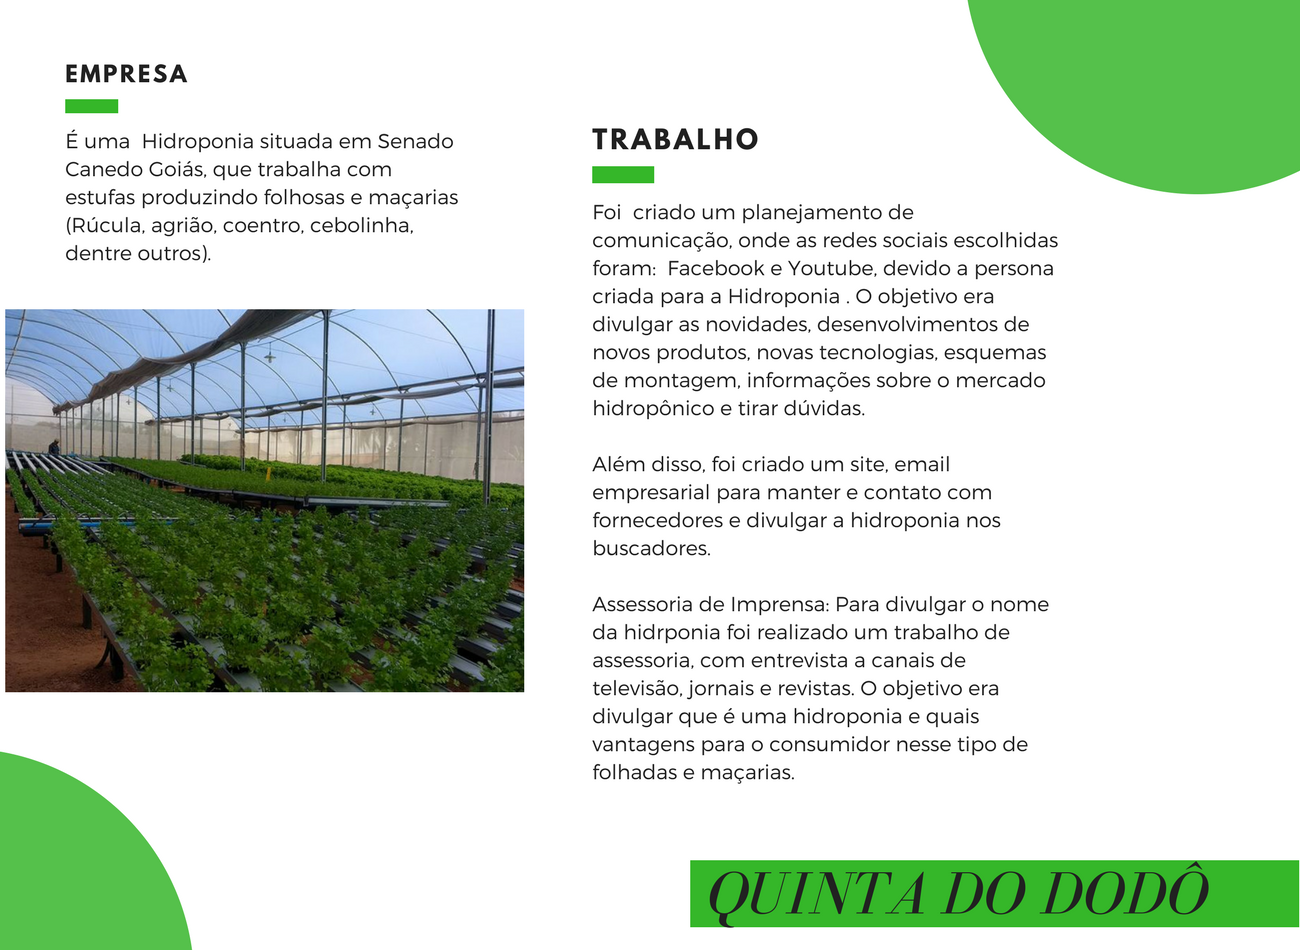 EMPRESA
É uma Hidroponia situada em Senado
Canedo Goiás, que trabalha com
estufas produzindo folhosas e maçarias
(Rúcula, agrião, coentro, cebolinha,
dentre outros).
TRABALHO
Foi criado um planejamento de
comunicação, onde as redes sociais escolhidas
foram: Facebook e Youtube, devido a persona
criada para a Hidroponia . O objetivo era
divulgar as novidades, desenvolvimentos de
novos produtos, novas tecnologias, esquemas
de montagem, informações sobre o mercado
hidropônico e tirar dúvidas.
Além disso, foi criado um site, email
empresarial para manter e contato com
fornecedores e divulgar a hidroponia nos
buscadores.
Assessoria de Imprensa: Para divulgar o nome
da hidrponia foi realizado um trabalho de
assessoria, com entrevista a canais de
televisão, jornais e revistas. O objetivo era
divulgar que é uma hidroponia e quais
vantagens para o consumidor nesse tipo de
folhadas e maçarias.
QUINTA DO DODÔ